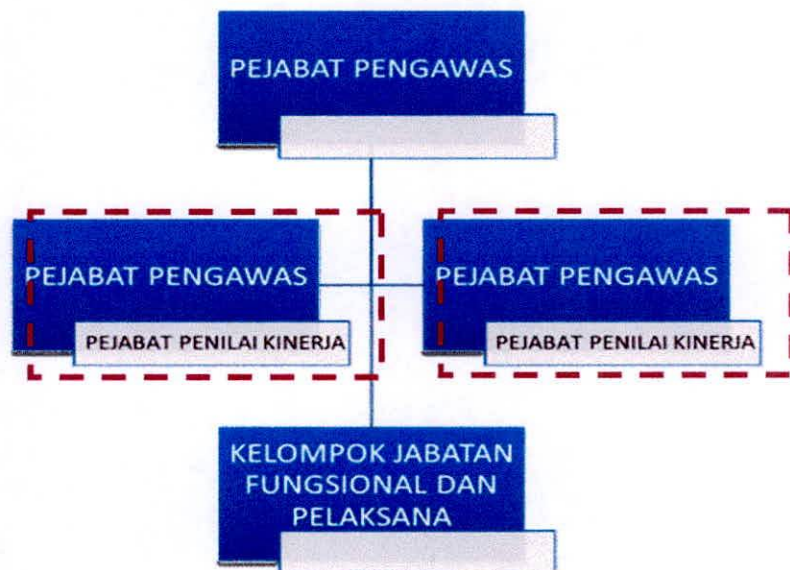 PEJABAT PENGAWAS
PEJABAT PENGAWAS
PEJABAT PENILAI KINERJA
PEJABAT PENGAWAS
PEJABAT PENILAI KINERJA
KELOMPOK JABATAN
FUNGSIONAL DAN
PELAKSANA